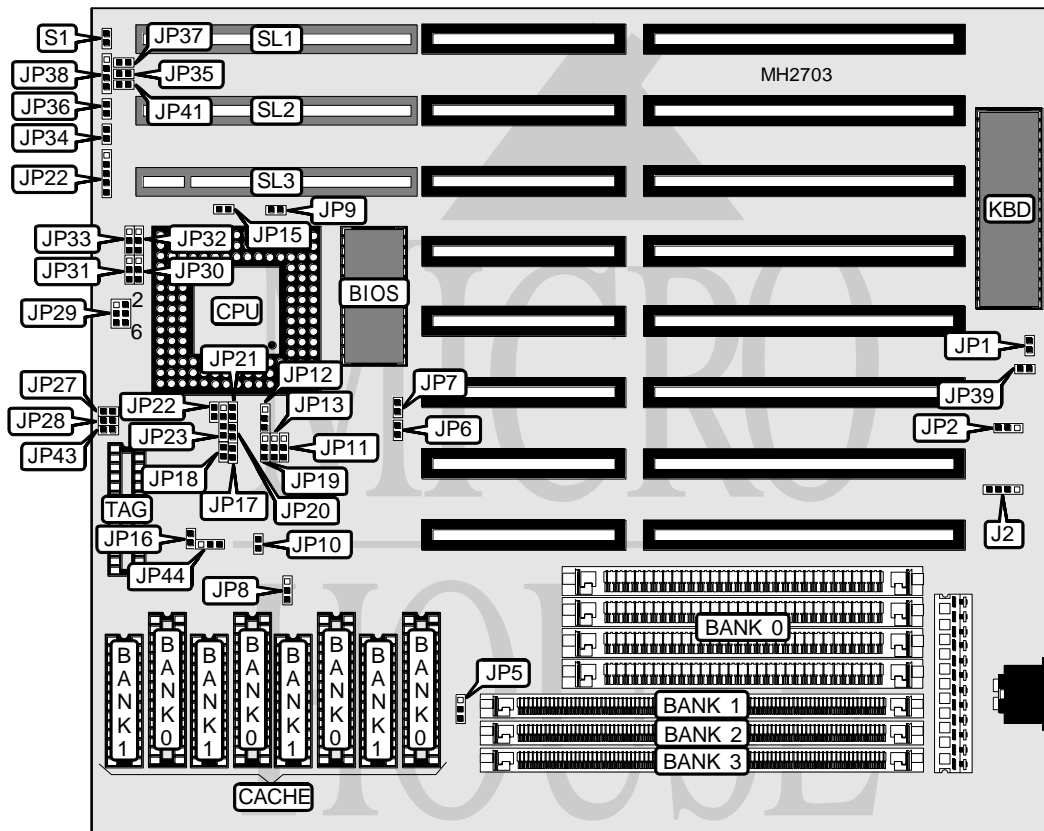 S1
JP37
SL1
MH2703
JP38
JP35
JP36
JP41
SL2
JP34
JP22
SL3
KBD
JP9
JP15
JP33
JP32
JP31
JP30
BIOS
CPU
2
JP29
6
JP21
JP12
JP1
JP27
JP22
JP13
JP7
JP39
JP28
JP23
JP11
JP6
JP2
JP43
JP18
JP19
TAG
JP17
JP20
J2
JP16
JP10
JP44
JP8
MICRO
HOUSE
BANK 0
JP5
BANK 1
BANK 2
BANK 3
BANK1
BANK0
BANK1
BANK0
BANK1
BANK0
BANK1
BANK0
CACHE